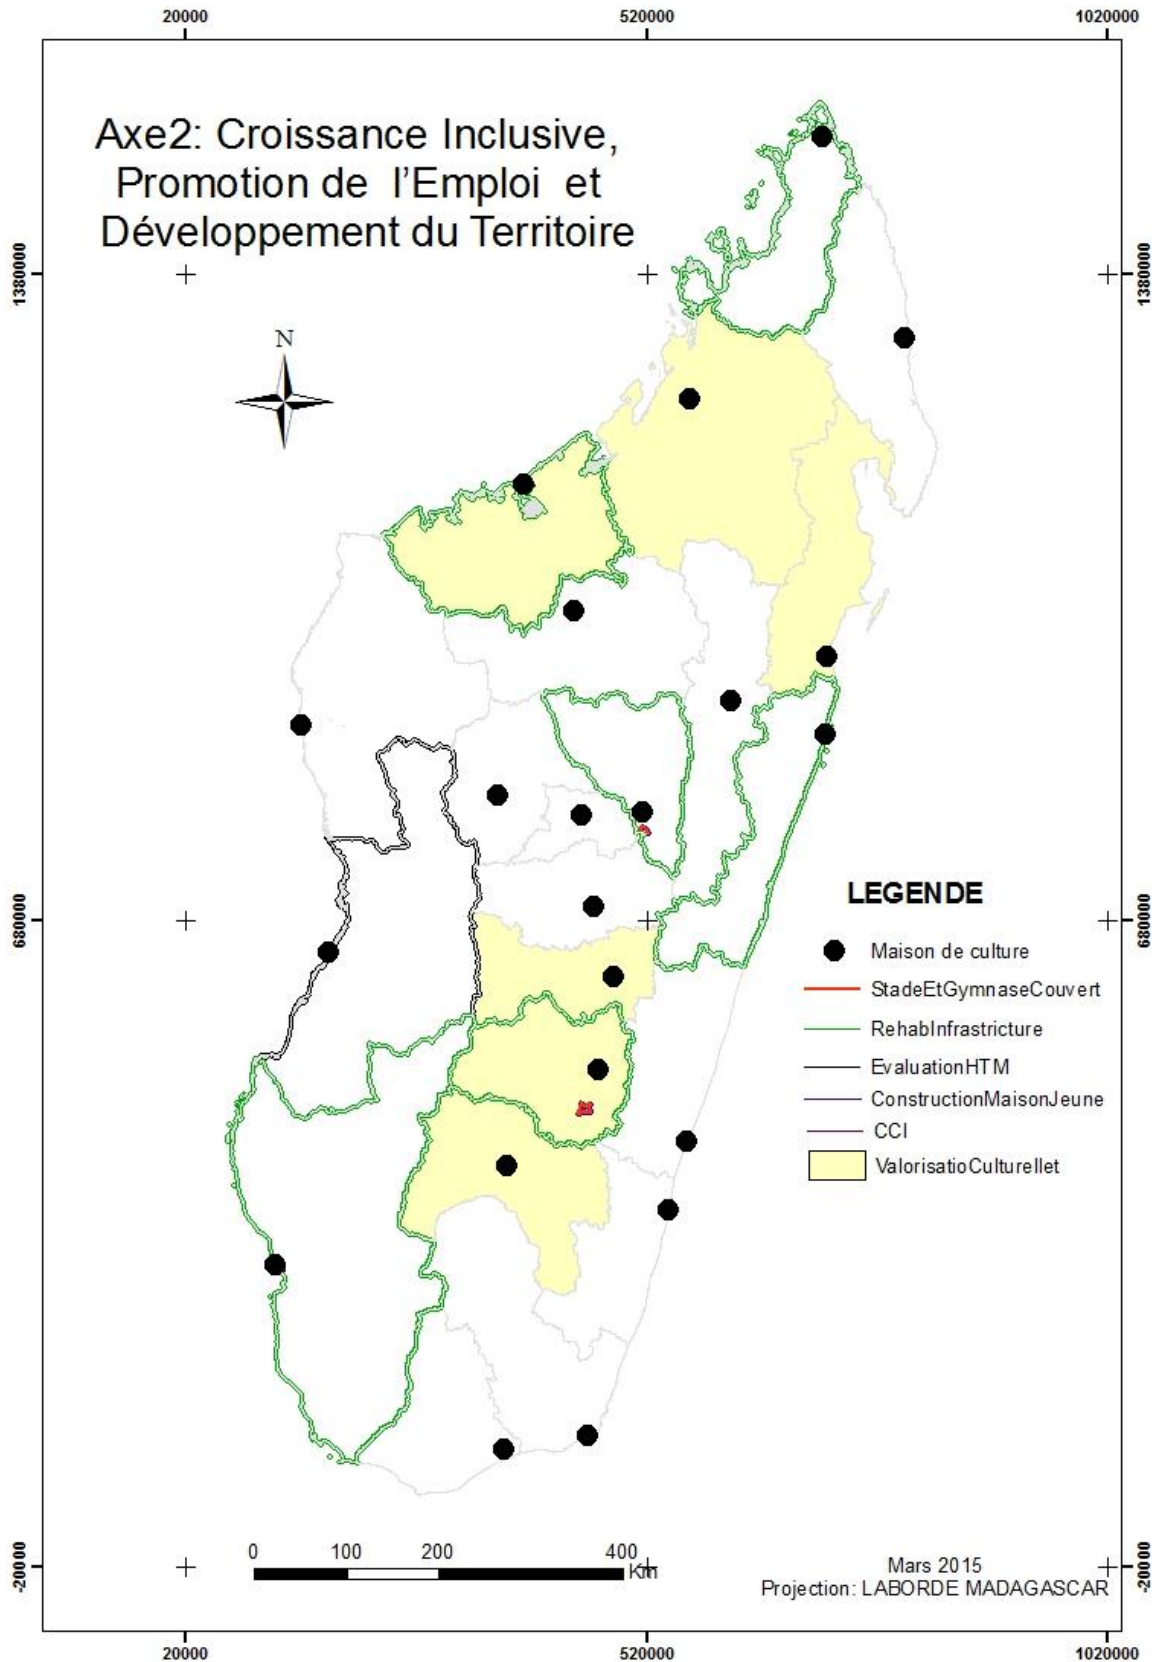 20000 520000 1020000
Axe2: Croissance Inclusive,
Promotion de l'Emploi et
Développement du Territoire
1380000 1380000
N
680000 680000
LEGENDE
Maison de culture
StadeEtGymnaseCouvert
RehabInfrastricture
EvaluationHTM
ConstructionMaisonJeune
CCI
ValorisatioCulturellet
0 100 200 400
Km
Mars 2015
Projection: LABORDE MADAGASCAR
-20000 -20000
20000 520000 1020000